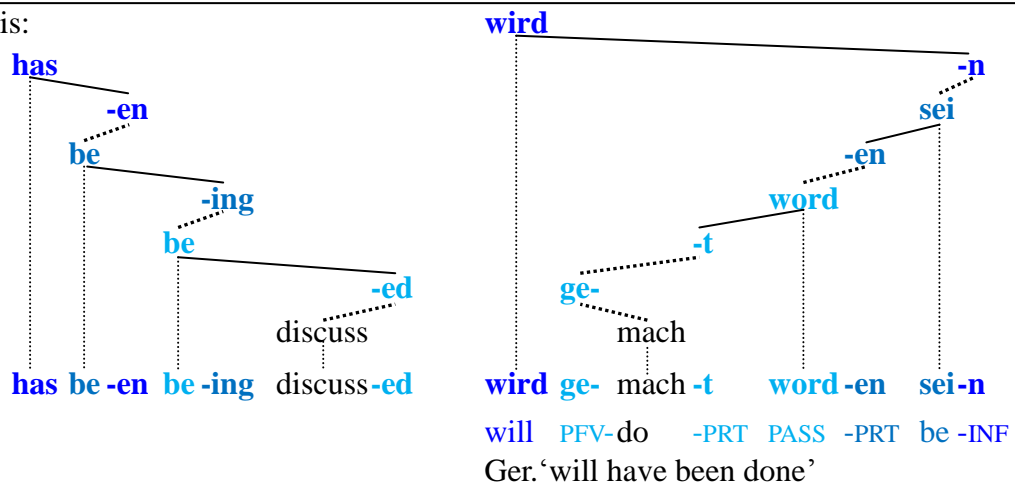 is:
wird
has
-n
-en
sei
be
-en
-ing
word
be
-t
-ed
ge-
discuss
mach
has be -en be -ing discuss -ed
wird ge- mach -t word -en sei -n
will PFV- do -PRT PASS -PRT be -INF
Ger. ‘will have been done’